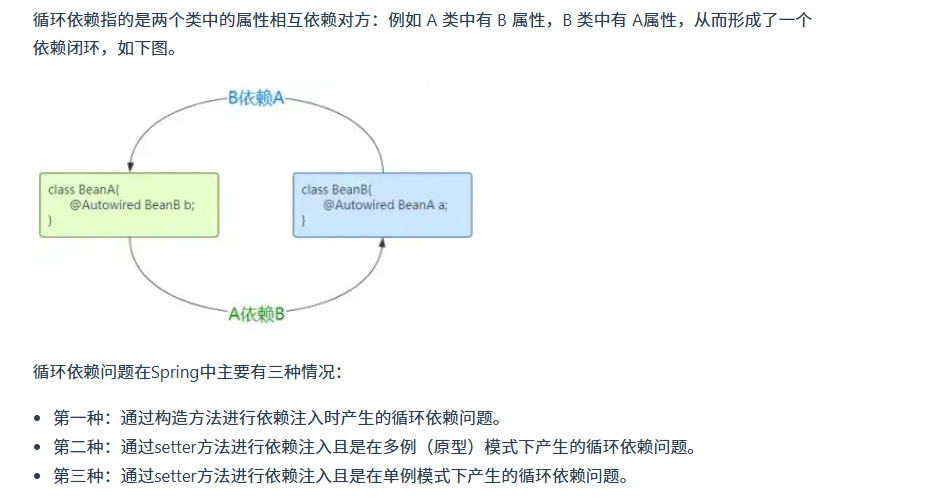 循环依赖指的是两个类中的属性相互依赖对方：例如 A 类中有 B 属性，B 类中有 A属性，从而形成了一个
依赖闭环，如下图。
B依赖A
class BeanA{
@Autowired BeanB b;
}
class BeanB{
@Autowired BeanA a;
}
A依赖B
循环依赖问题在Spring中主要有三种情况：
• 第一种：通过构造方法进行依赖注入时产生的循环依赖问题。
• 第二种：通过setter方法进行依赖注入且是在多例（原型）模式下产生的循环依赖问题。
• 第三种：通过setter方法进行依赖注入且是在单例模式下产生的循环依赖问题。